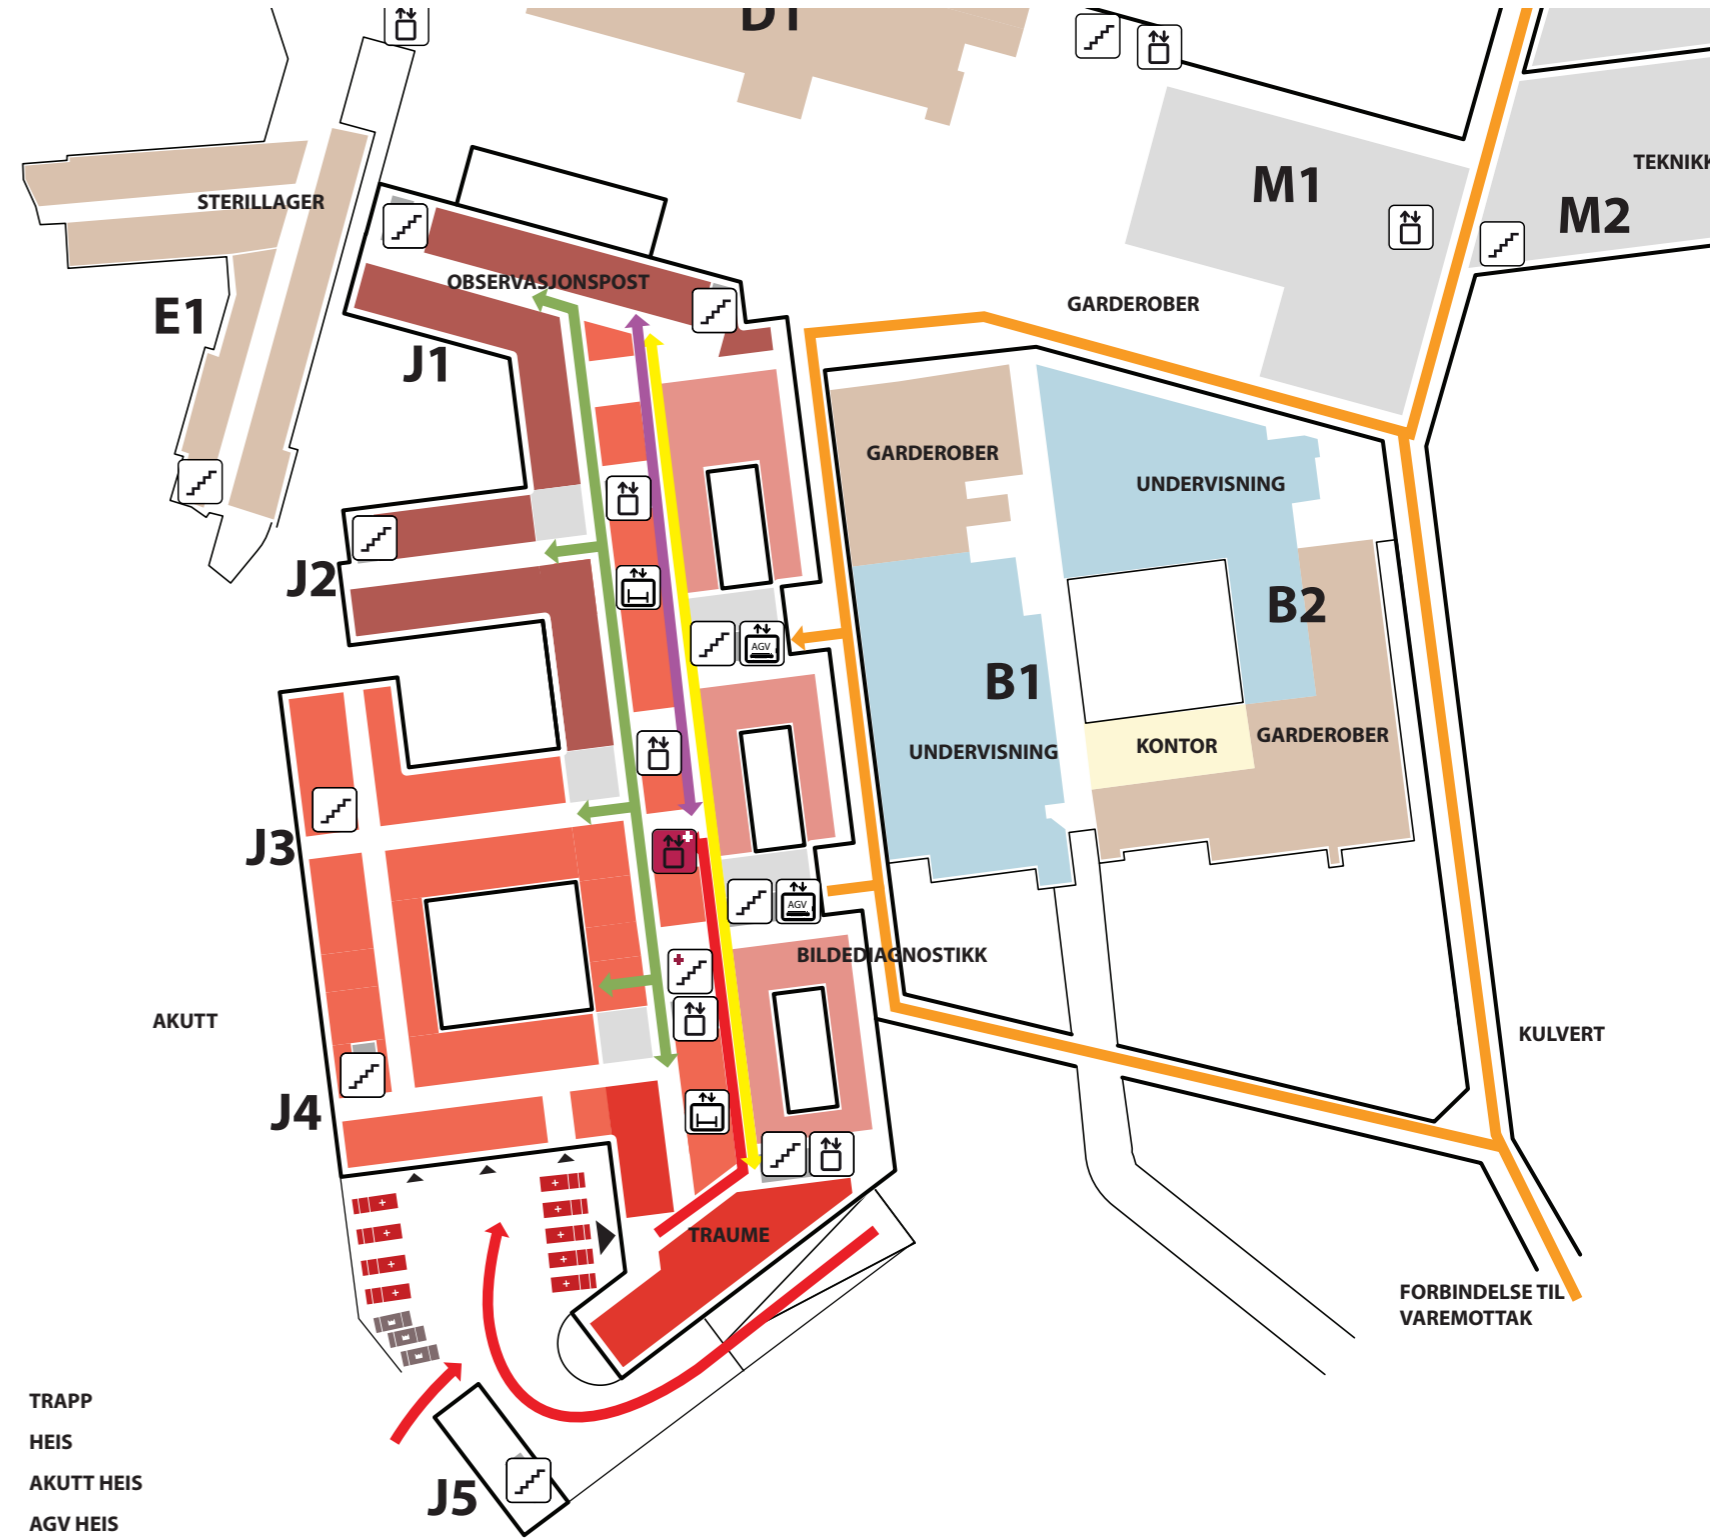 D1
M1
TEKNIKK
M2
STERILLAGER
OBSERVASJONSPOST
E1
GARDEROBER
J1
GARDEROBER
UNDERVISNING
J2
B2
AGV
B1
KONTOR
GARDEROBER
UNDERVISNING
J3
AGV
BILDEDIAGNOSTIKK
AKUTT
KULVERT
J4
TRAUME
FORBINDELSE TIL
VAREMOTTAK
TRAPP
HEIS
AKUTT HEIS
AGV HEIS
J5